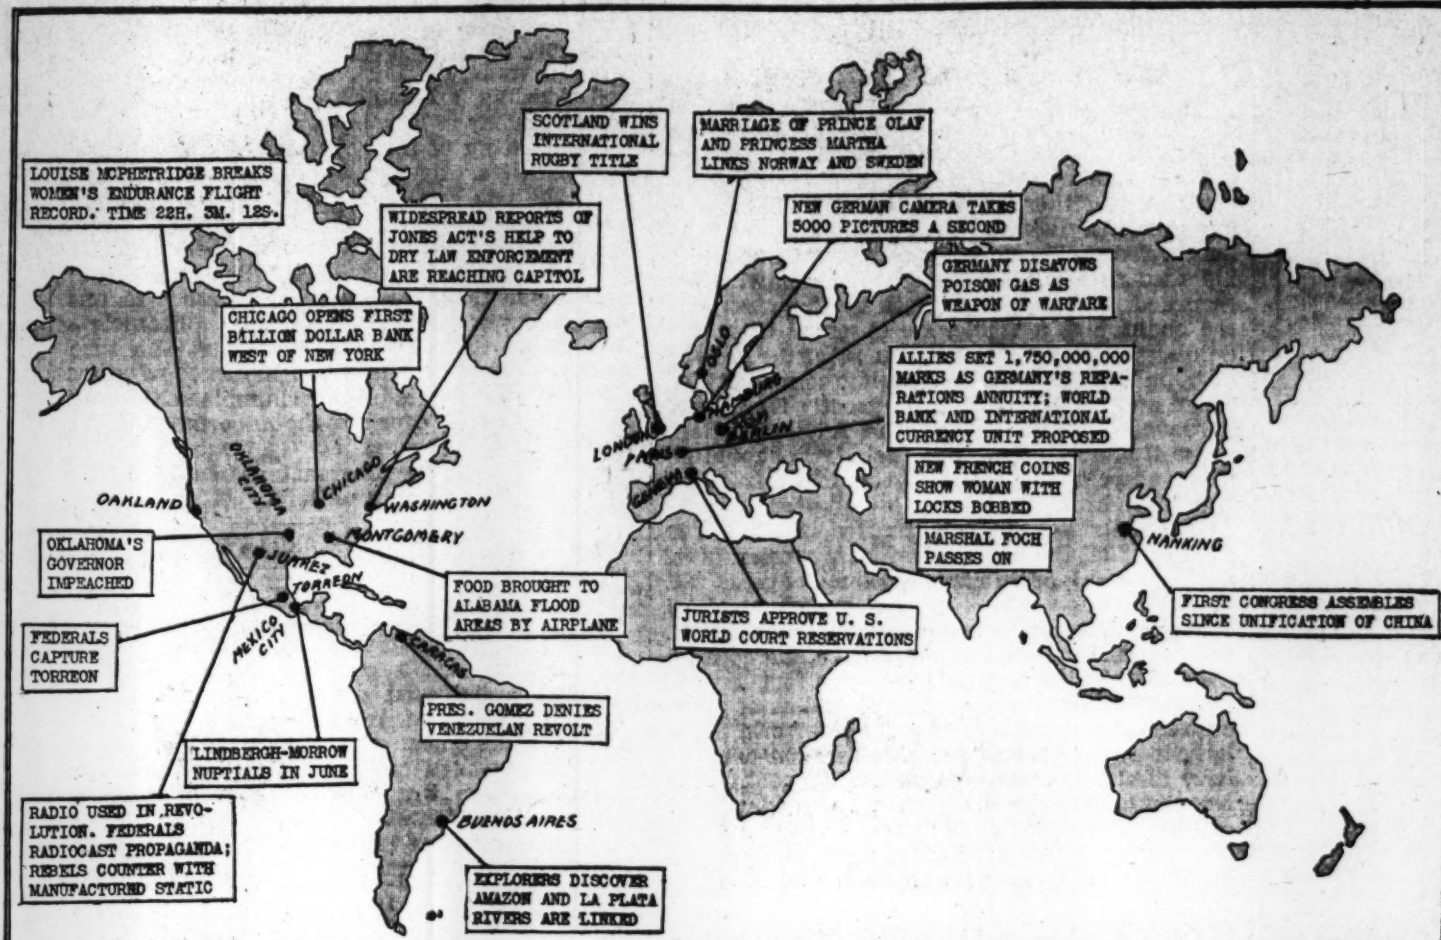 SCOTLAND WINS
INTERNATIONAL
RUGBY TITLE
MARRIAGE OF PRINCE OLAF
AND PRINCESS MARTHA
LINKS NORWAY AND SWEDEN
LOUISE MCPHETRIDGE BREAKS
WOMEN'S ENDURANCE FLIGHT
RECORD. TIME 22H. 3M. 12S.
WIDESPREAD REPORTS OF
JONES ACT'S HELP TO
DRY LAW ENFORCEMENT
ARE REACHING CAPITOL
NEW GERMAN CAMERA TAKES
5000 PICTURES A SECOND
GERMANY DISAVOWS
POISON GAS AS
WEAPON OF WARFARE
CHICAGO OPENS FIRST
BILLION DOLLAR BANK
WEST OF NEW YORK
ALLIES SET 1,750,000,000
MARKS AS GERMANY'S REPA-
RATIONS ANNUITY; WORLD
BANK AND INTERNATIONAL
CURRENCY UNIT PROPOSED
OSLO
BERLIN
LONDON
PARIS
GENEVA
NEW FRENCH COINS
SHOW WOMAN WITH
LOCKS BOBBED
MARSHAL FOCH
PASSES ON
OKLAHOMA
CITY
CHICAGO
OAKLAND
WASHINGTON
MONTGOMERY
NANKING
OKLAHOMA'S
GOVERNOR
IMPEACHED
JUAREZ
TORREON
FOOD BROUGHT TO
ALABAMA FLOOD
AREAS BY AIRPLANE
JURISTS APPROVE U. S.
WORLD COURT RESERVATIONS
FIRST CONGRESS ASSEMBLES
SINCE UNIFICATION OF CHINA
FEDERALS
CAPTURE
TORREON
MEXICO
CITY
CARACAS
PRES. GOMEZ DENIES
VENEZUELAN REVOLT
LINDBERGH-MORROW
NUPTIALS IN JUNE
RADIO USED IN REVO-
LUTION. FEDERALS
RADIOCAST PROPAGANDA;
REBELS COUNTER WITH
MANUFACTURED STATIC
BUENOS AIRES
EXPLORERS DISCOVER
AMAZON AND LA PLATA
RIVERS ARE LINKED